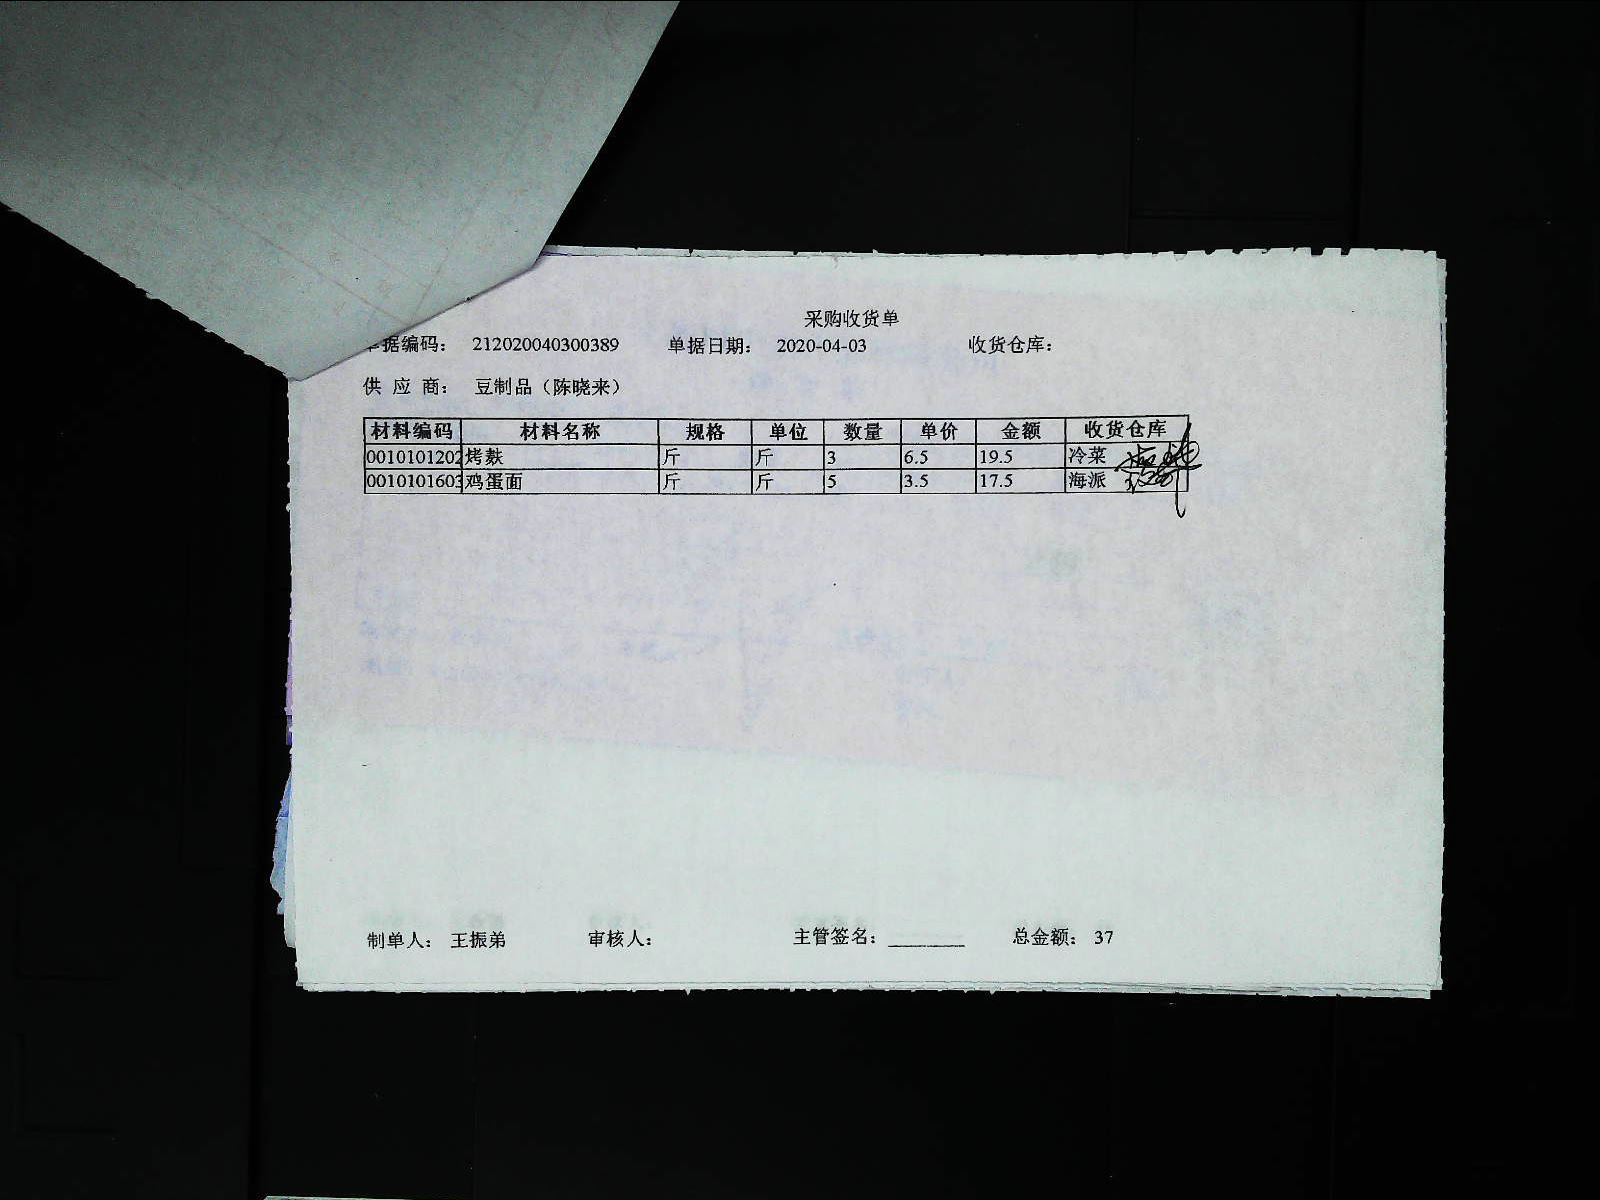 采购收货单
单据编码： 212020040300389 单据日期： 2020-04-03 收货仓库：
供 应 商： 豆制品（陈晓来）
材料编码 材料名称 规格 单位 数量 单价 金额 收货仓库
0010101202 烤麸 斤 斤 3 6.5 19.5 冷菜
0010101603 鸡蛋面 斤 斤 5 3.5 17.5 海派
制单人： 王振弟 审核人： 主管签名： 总金额： 37